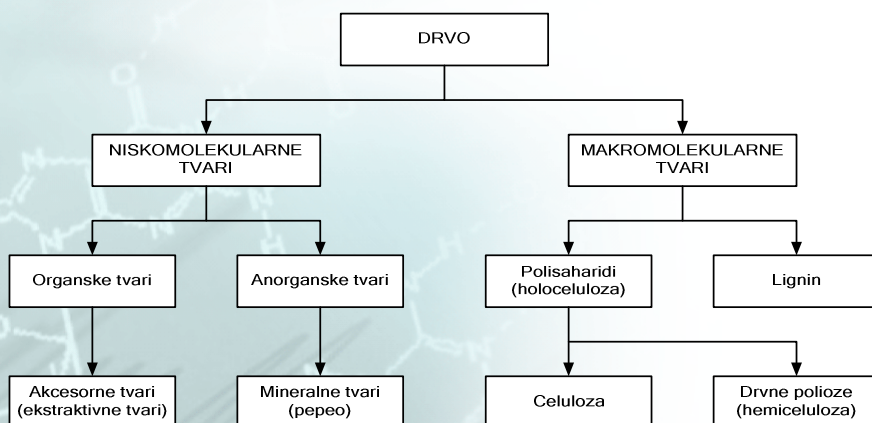 DRVO
NISKOMOLEKULARNE
TVARI
MAKROMOLEKULARNE
TVARI
Organske tvari
Anorganske tvari
Polisaharidi
(holoceluloza)
Lignin
Akcesorne tvari
(ekstraktivne tvari)
Mineralne tvari
(pepeo)
Celuloza
Drvne polioze
(hemiceluloza)